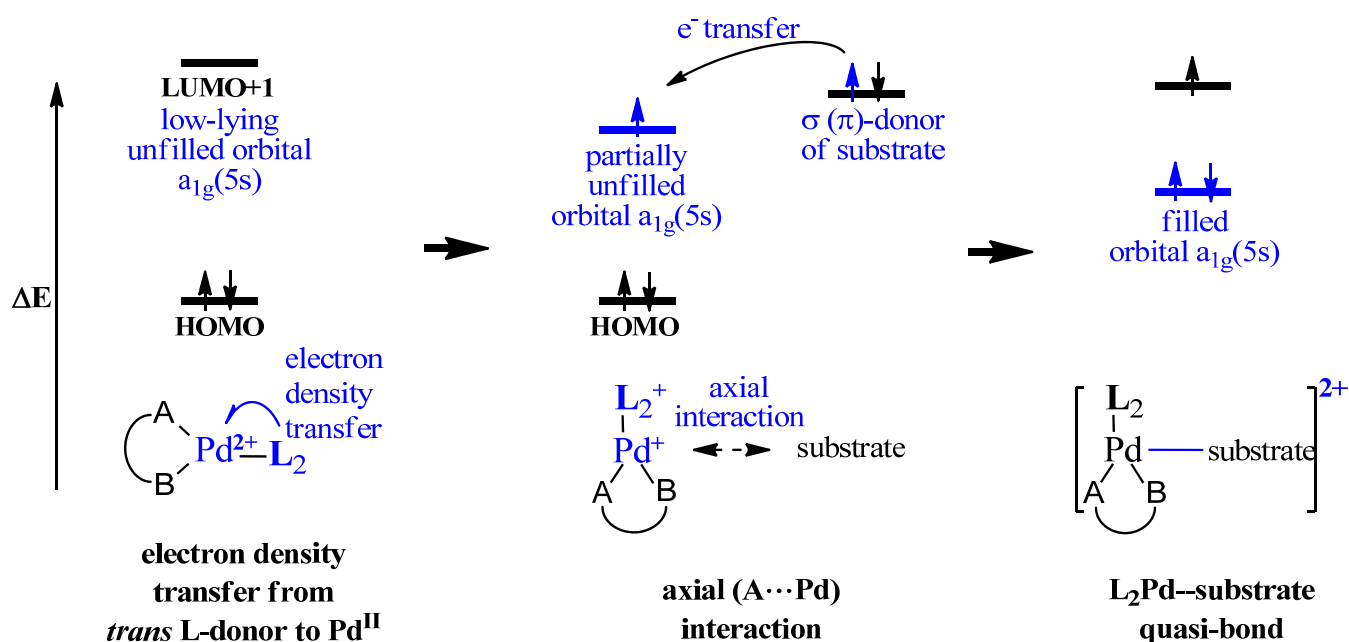 e⁻ transfer
LUMO+1
low-lying
unfilled orbital
a₁g(5s)
partially
unfilled
orbital a₁g(5s)
σ (π)-donor
of substrate
filled
orbital a₁g(5s)
ΔE
HOMO
HOMO
electron
density
transfer
A
Pd²⁺
L₂
B
L₂⁺
axial
interaction
Pd⁺
substrate
A
B
2+
L₂
Pd
substrate
A
B
electron density
transfer from
trans L-donor to Pdᴵᴵ
axial (A···Pd)
interaction
L₂Pd--substrate
quasi-bond